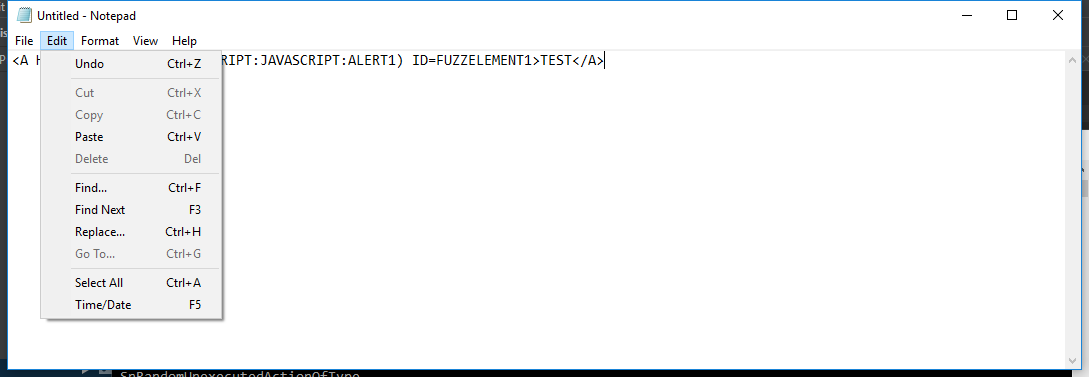 Untitled - Notepad
File Edit Format View Help
<A H RIPT:JAVASCRIPT:ALERT1) ID=FUZZELEMENT1>TEST</A>
Undo Ctrl+Z
Cut Ctrl+X
Copy Ctrl+C
Paste Ctrl+V
Delete Del
Find... Ctrl+F
Find Next F3
Replace... Ctrl+H
Go To... Ctrl+G
Select All Ctrl+A
Time/Date F5
SpRandomUnexecutedActionOfType